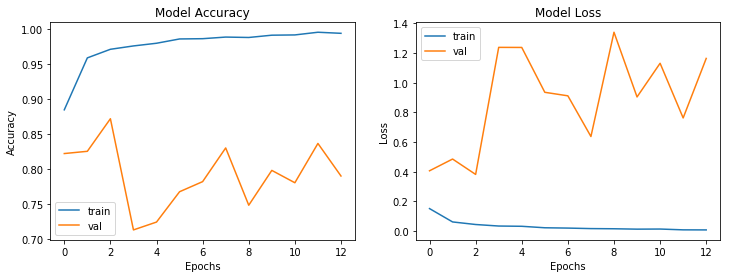 Model Accuracy
1.00
0.95
0.90
0.85
0.80
0.75
0.70
Accuracy
train
val
0 2 4 6 8 10 12
Epochs
Model Loss
1.4
1.2
1.0
0.8
0.6
0.4
0.2
0.0
Loss
train
val
0 2 4 6 8 10 12
Epochs